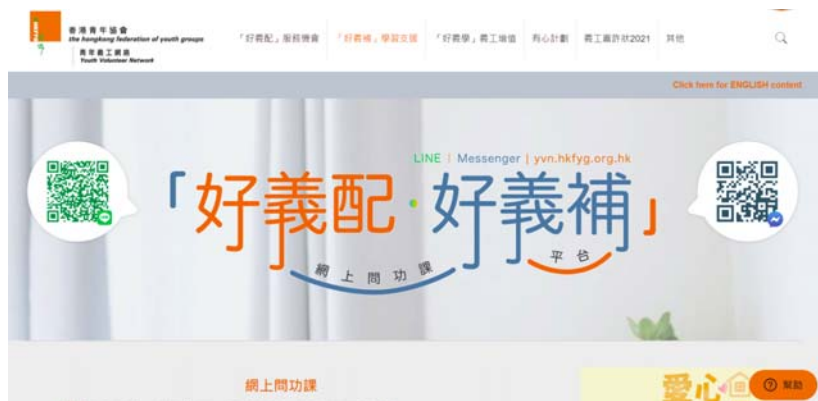 香港青年協會
the hongkong federation of youth groups
青年義工網絡
Youth Volunteer Network
「好義配」服務機會
「好義補」學習支援
「好義學」義工增值
有心計劃
義工嘉許狀2021
其他
Click here for ENGLISH content
LINE | Messenger | yvn.hkfyg.org.hk
「好義配·好義補」
網上問功課
平台
網上問功課
愛心
幫助